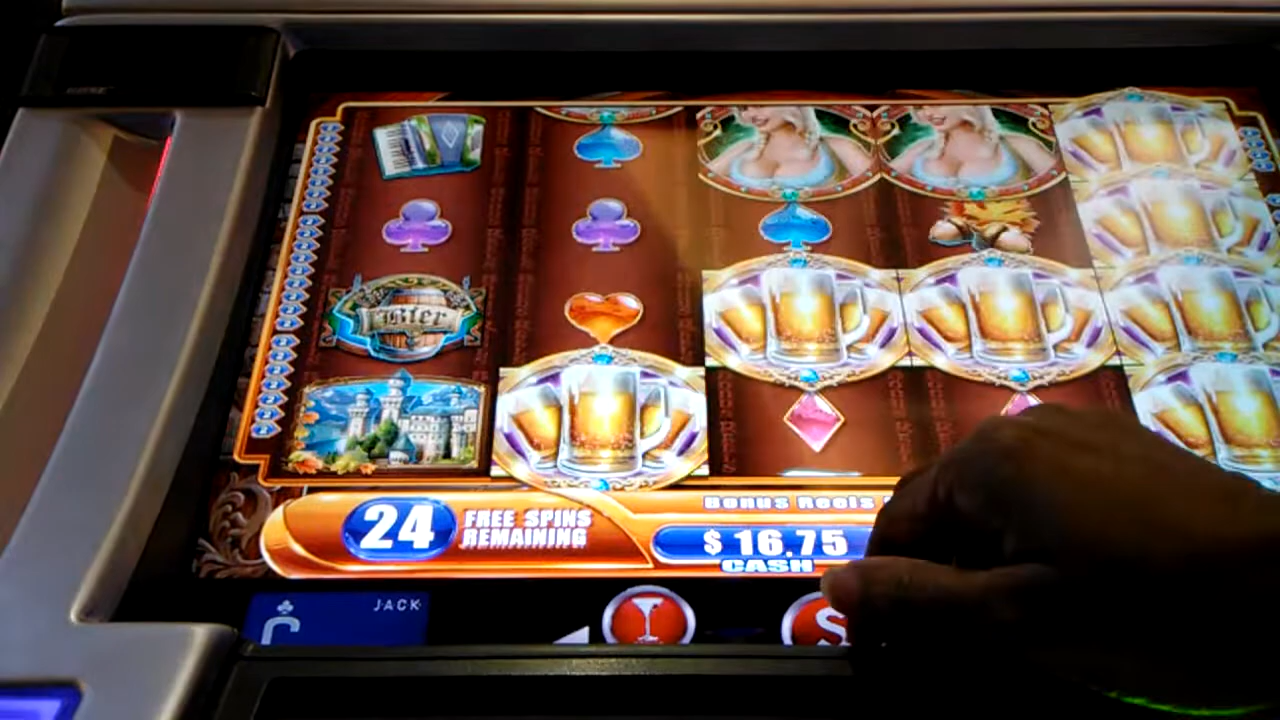 Bier
24 FREE SPINS
REMAINING
Bonus Reels
$ 16.75
CASH
JACK